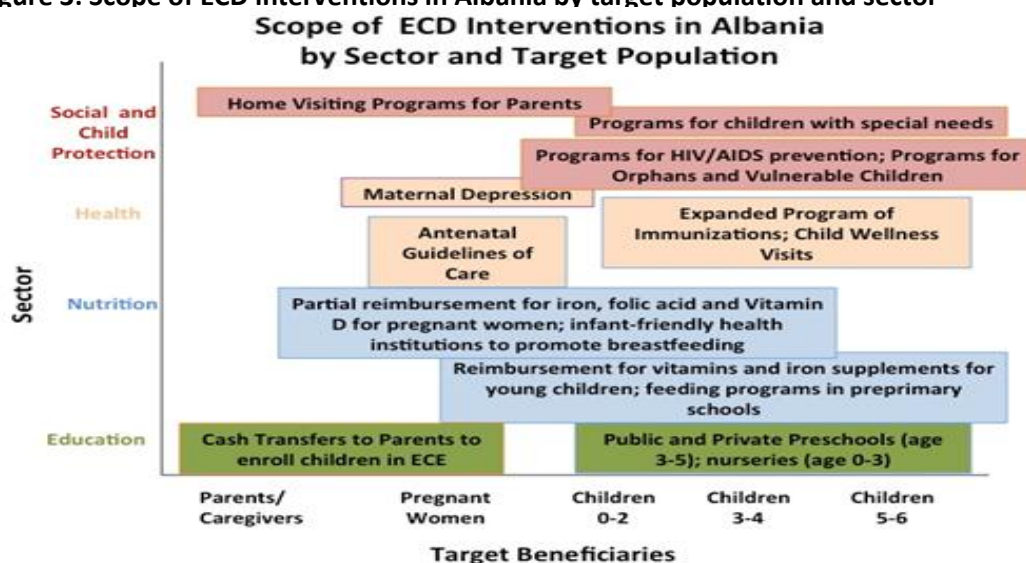 gure 3: Scope of ECD Interventions in Albania by target population and sector
Scope of ECD Interventions in Albania
by Sector and Target Population
Social and
Child
Protection
Home Visiting Programs for Parents
Programs for children with special needs
Programs for HIV/AIDS prevention; Programs for
Orphans and Vulnerable Children
Health
Maternal Depression
Antenatal
Guidelines of
Care
Expanded Program of
Immunizations; Child Wellness
Visits
Sector
Nutrition
Partial reimbursement for iron, folic acid and Vitamin
D for pregnant women; infant-friendly health
institutions to promote breastfeeding
Reimbursement for vitamins and iron supplements for
young children; feeding programs in preprimary
schools
Education
Cash Transfers to Parents to
enroll children in ECE
Public and Private Preschools (age
3-5); nurseries (age 0-3)
Parents/
Caregivers
Pregnant
Women
Children
0-2
Children
3-4
Children
5-6
Target Beneficiaries